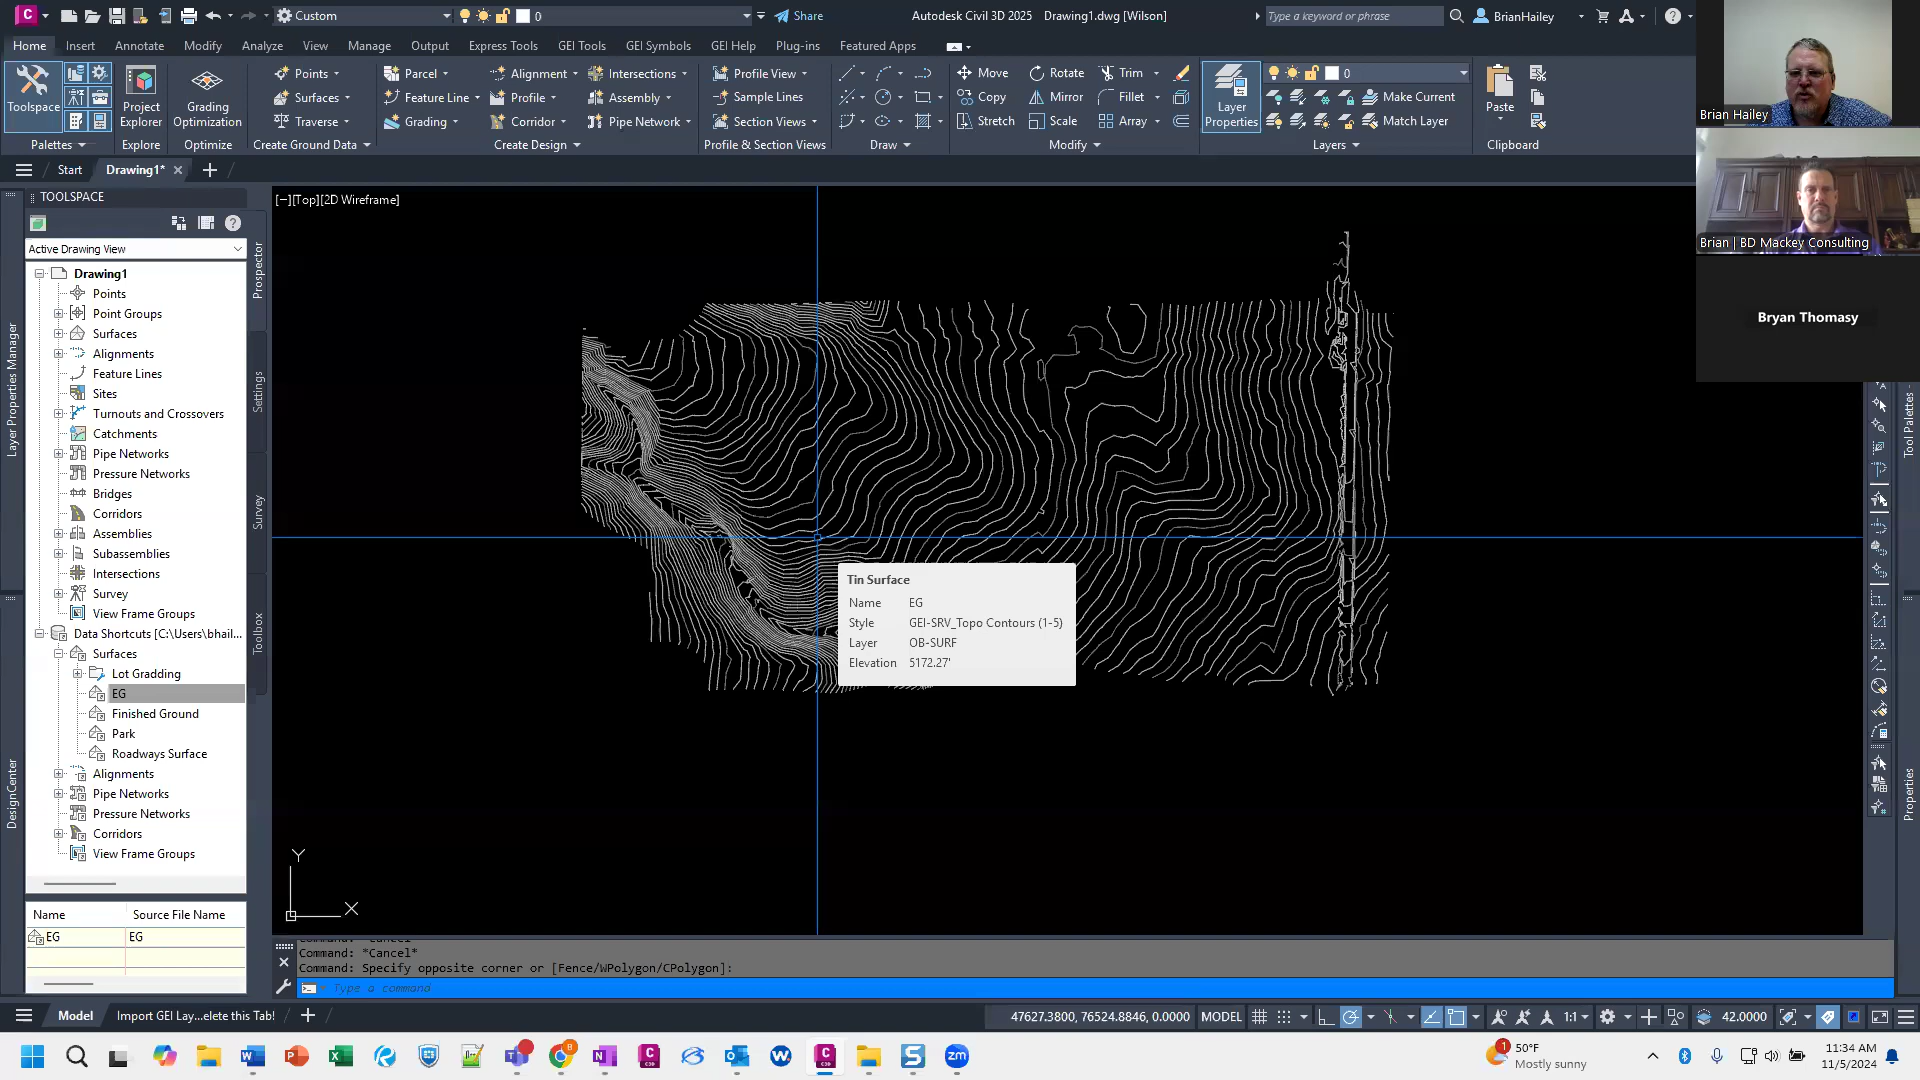 Custom
0
Share
Autodesk Civil 3D 2025 Drawing1.dwg [Wilson]
Type a keyword or phrase
BrianHailey
Home Insert Annotate Modify Analyze View Manage Output Express Tools GEI Tools GEI Symbols GEI Help Plug-ins Featured Apps
Toolspace
Project Explorer
Grading Optimization
Points
Surfaces
Traverse
Parcel
Feature Line
Grading
Alignment
Profile
Corridor
Intersections
Assembly
Pipe Network
Profile View
Sample Lines
Section Views
Move
Copy
Stretch
Rotate
Mirror
Scale
Trim
Fillet
Array
Layer Properties
0
Make Current
Match Layer
Paste
Palettes Explore Optimize Create Ground Data Create Design Profile & Section Views Draw Modify Layers Clipboard
Brian Hailey
Brian | BD Mackey Consulting
Bryan Thomasy
Start Drawing1*
TOOLSPACE
Active Drawing View
Drawing1
Points
Point Groups
Surfaces
Alignments
Feature Lines
Sites
Turnouts and Crossovers
Catchments
Pipe Networks
Pressure Networks
Bridges
Corridors
Assemblies
Subassemblies
Intersections
Survey
View Frame Groups
Data Shortcuts [C:\Users\bhail...
Surfaces
Lot Gradding
EG
Finished Ground
Park
Roadways Surface
Alignments
Pipe Networks
Pressure Networks
Corridors
View Frame Groups
Name Source File Name
EG EG
Layer Properties Manager
DesignCenter
Prospector
Settings
Survey
Toolbox
[−][Top][2D Wireframe]
Tin Surface
Name EG
Style GEI-SRV_Topo Contours (1-5)
Layer OB-SURF
Elevation 5172.27'
Y
X
Tool Palettes
Properties
Command: *Cancel*
Command: *Cancel*
Command: Specify opposite corner or [Fence/WPolygon/CPolygon]:
Type a command
Model Import GEI Lay...elete this Tab!
47627.3800, 76524.8846, 0.0000 MODEL
1:1
42.0000
1
50°F
Mostly sunny
11:34 AM
11/5/2024